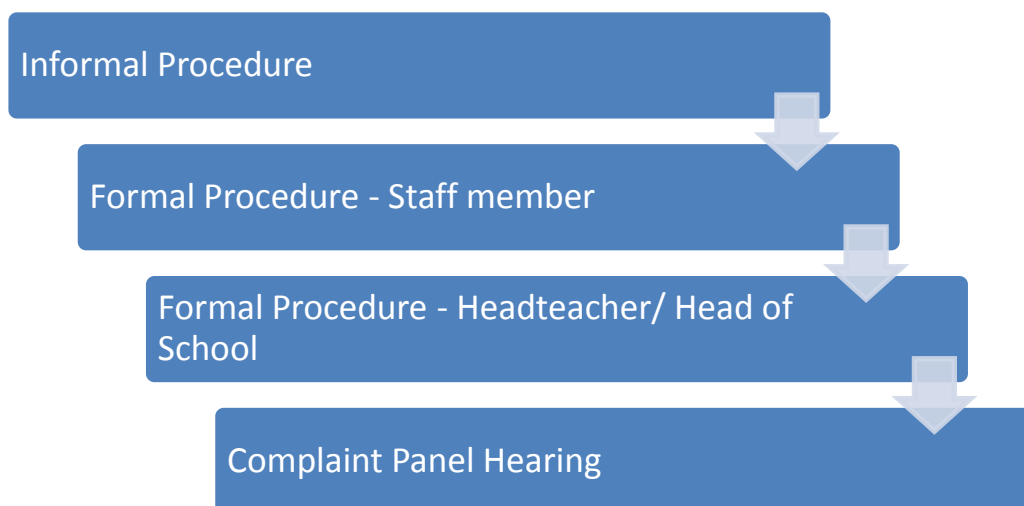 Informal Procedure
Formal Procedure - Staff member
Formal Procedure - Headteacher/ Head of
School
Complaint Panel Hearing